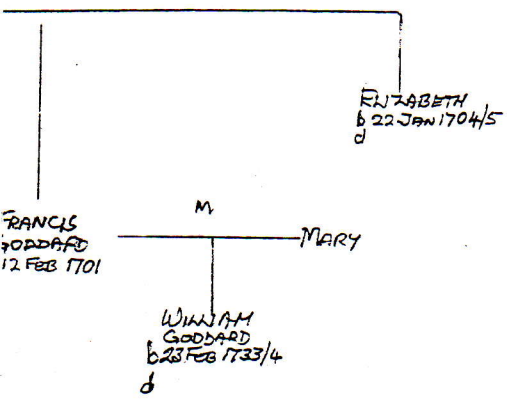 ELIZABETH
b 22 JAN 1704/5
d
FRANCIS
GODDARD
12 FEB 1701
M
MARY
WILLIAM
GODDARD
b 23 FEB 1733/4
d